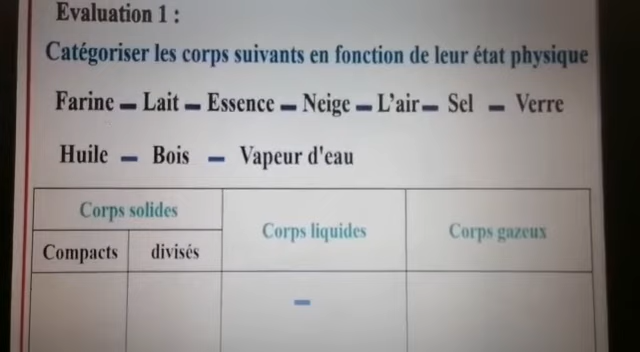 Evaluation 1 :
Catégoriser les corps suivants en fonction de leur état physique
Farine – Lait – Essence – Neige – L'air – Sel – Verre
Huile – Bois – Vapeur d'eau
Corps solides
Corps liquides
Corps gazeux
Compacts
divisés
–